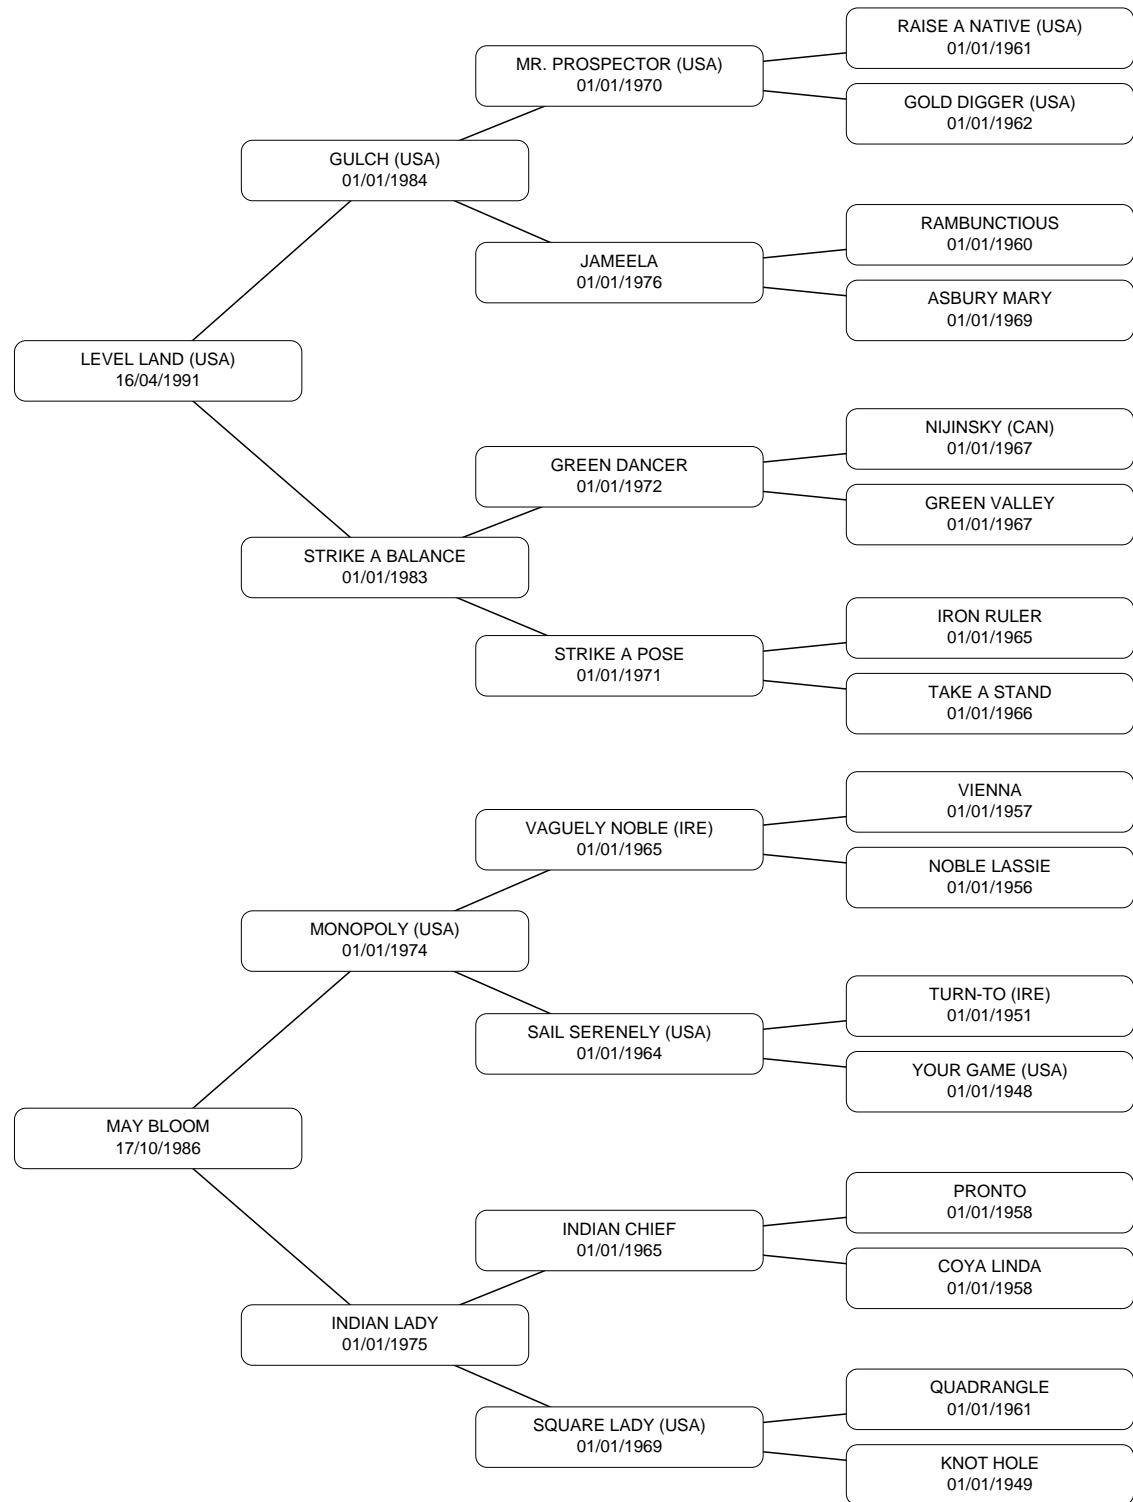 RAISE A NATIVE (USA)
01/01/1961
MR. PROSPECTOR (USA)
01/01/1970
GOLD DIGGER (USA)
01/01/1962
GULCH (USA)
01/01/1984
RAMBUNCTIOUS
01/01/1960
JAMEELA
01/01/1976
ASBURY MARY
01/01/1969
LEVEL LAND (USA)
16/04/1991
NIJINSKY (CAN)
01/01/1967
GREEN DANCER
01/01/1972
GREEN VALLEY
01/01/1967
STRIKE A BALANCE
01/01/1983
IRON RULER
01/01/1965
STRIKE A POSE
01/01/1971
TAKE A STAND
01/01/1966
VIENNA
01/01/1957
VAGUELY NOBLE (IRE)
01/01/1965
NOBLE LASSIE
01/01/1956
MONOPOLY (USA)
01/01/1974
TURN-TO (IRE)
01/01/1951
SAIL SERENELY (USA)
01/01/1964
YOUR GAME (USA)
01/01/1948
MAY BLOOM
17/10/1986
PRONTO
01/01/1958
INDIAN CHIEF
01/01/1965
COYA LINDA
01/01/1958
INDIAN LADY
01/01/1975
QUADRANGLE
01/01/1961
SQUARE LADY (USA)
01/01/1969
KNOT HOLE
01/01/1949